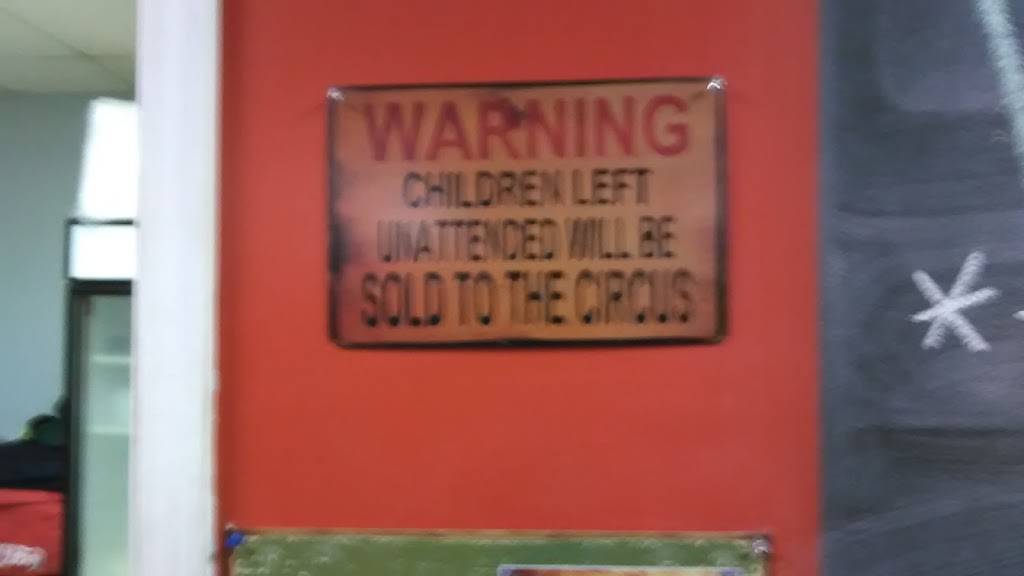 WARNING
CHILDREN LEFT
UNATTENDED WILL BE
SOLD TO THE CIRCUS
*